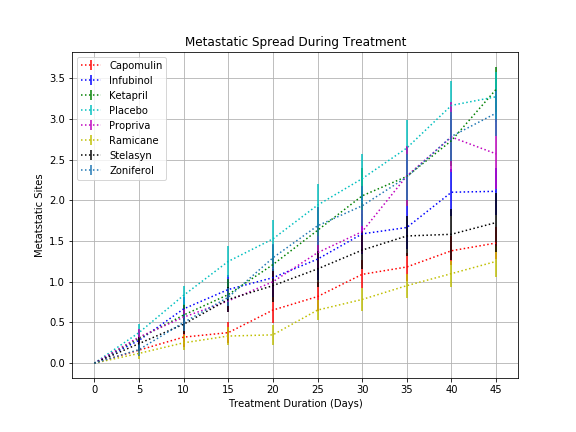 Metastatic Spread During Treatment
Capomulin
Infubinol
Ketapril
Placebo
Propriva
Ramicane
Stelasyn
Zoniferol
3.5
3.0
2.5
2.0
1.5
1.0
0.5
0.0
Metatstatic Sites
0 5 10 15 20 25 30 35 40 45
Treatment Duration (Days)